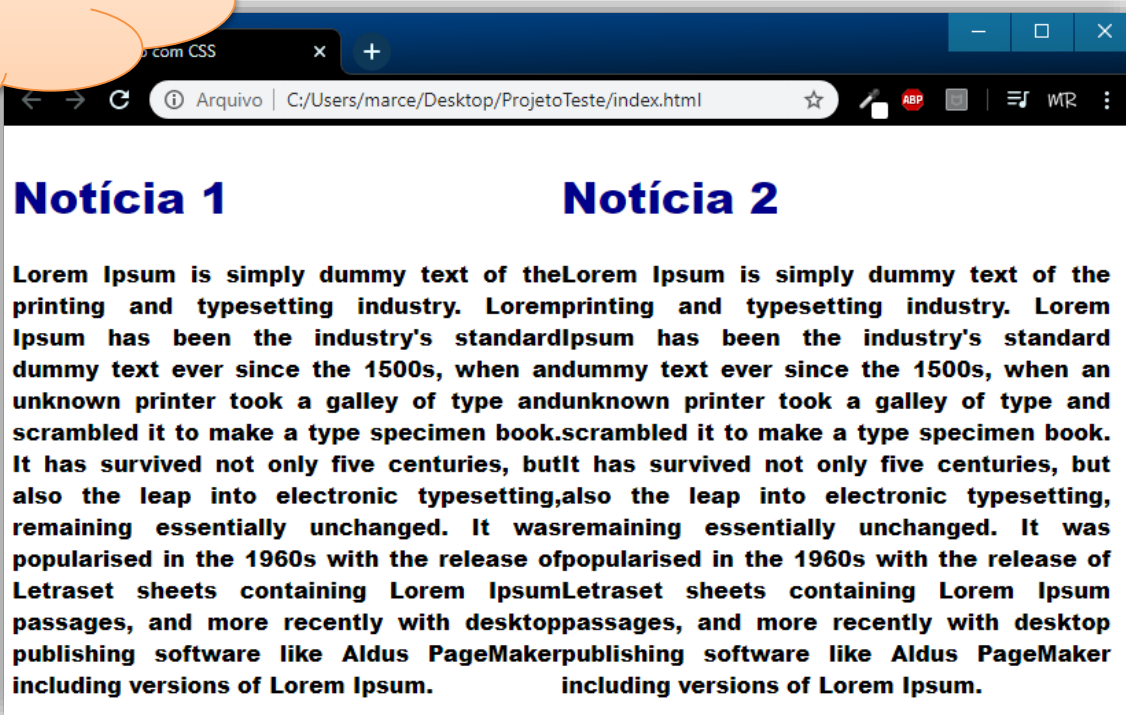 com CSS
Arquivo C:/Users/marce/Desktop/ProjetoTeste/index.html ABP MR
Notícia 1
Lorem Ipsum is simply dummy text of the
printing and typesetting industry. Lorem
Ipsum has been the industry's standard
dummy text ever since the 1500s, when an
unknown printer took a galley of type and
scrambled it to make a type specimen book.
It has survived not only five centuries, but
also the leap into electronic typesetting,
remaining essentially unchanged. It was
popularised in the 1960s with the release of
Letraset sheets containing Lorem Ipsum
passages, and more recently with desktop
publishing software like Aldus PageMaker
including versions of Lorem Ipsum.
Notícia 2
Lorem Ipsum is simply dummy text of the
printing and typesetting industry. Lorem
Ipsum has been the industry's standard
dummy text ever since the 1500s, when an
unknown printer took a galley of type and
scrambled it to make a type specimen book.
It has survived not only five centuries, but
also the leap into electronic typesetting,
remaining essentially unchanged. It was
popularised in the 1960s with the release of
Letraset sheets containing Lorem Ipsum
passages, and more recently with desktop
publishing software like Aldus PageMaker
including versions of Lorem Ipsum.